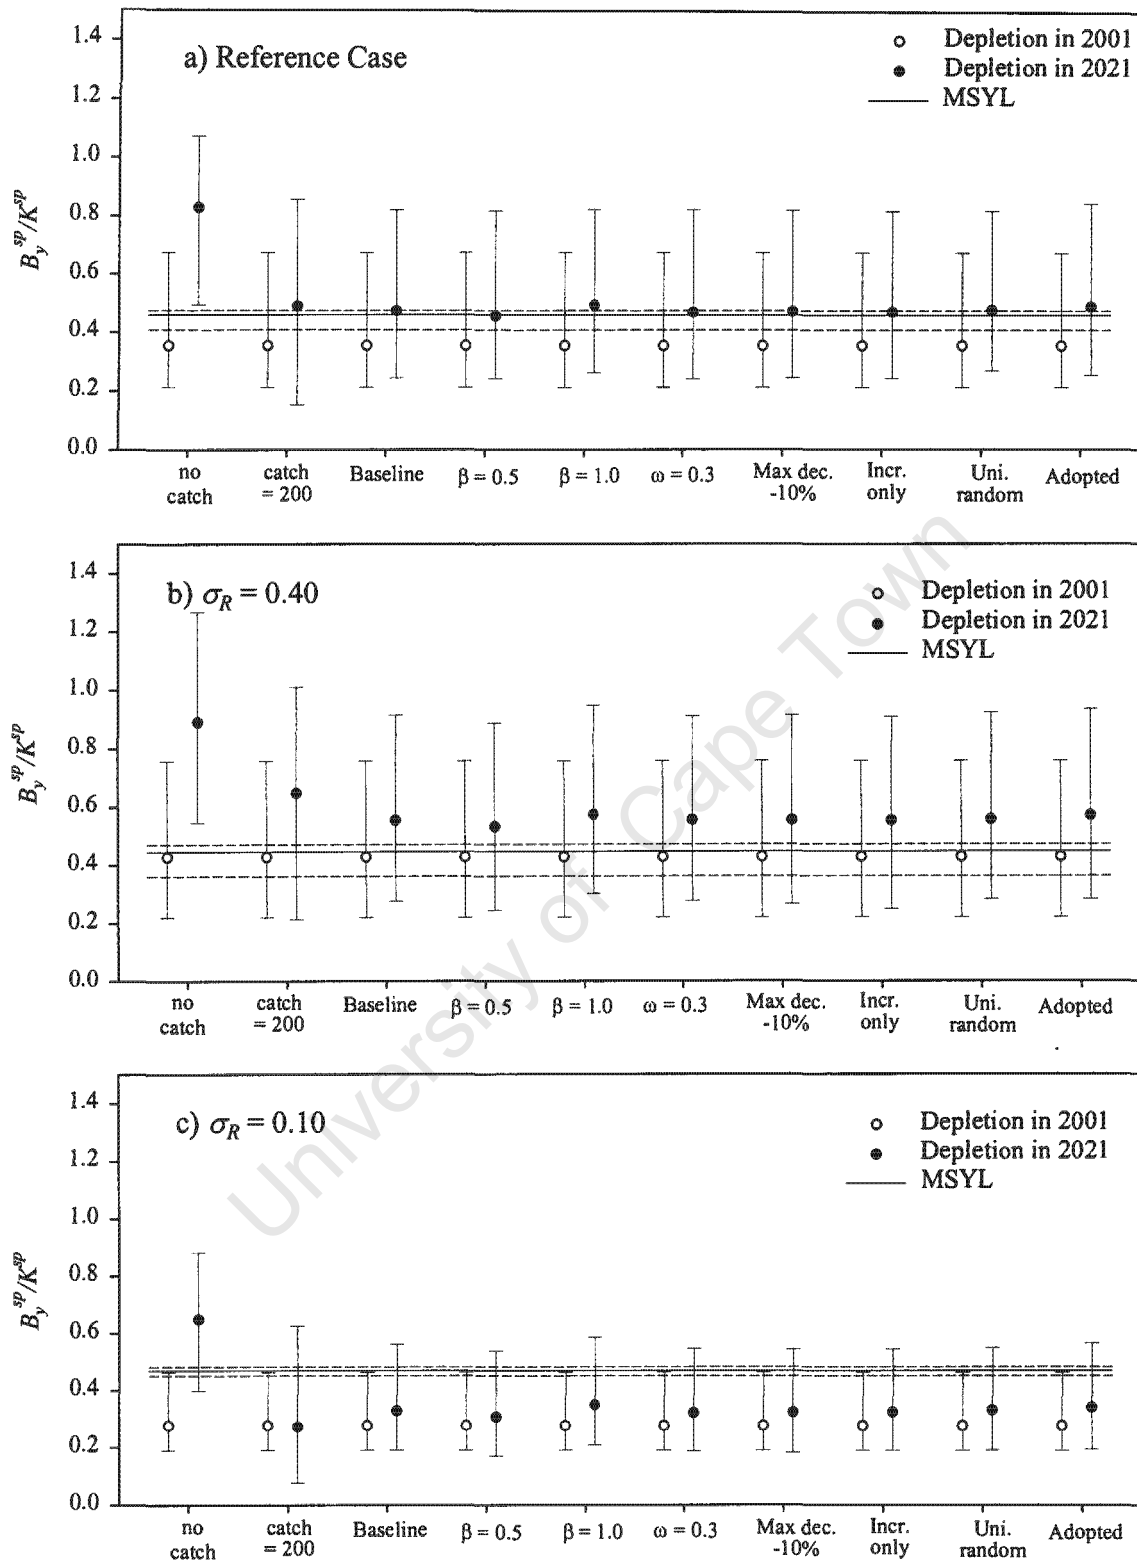 a) Reference Case
Depletion in 2001
Depletion in 2021
MSYL
1.4
1.2
1.0
0.8
0.6
0.4
0.2
0.0
B_y^sp/K^sp
no catch
catch = 200
Baseline
β = 0.5
β = 1.0
ω = 0.3
Max dec. -10%
Incr. only
Uni. random
Adopted
b) σ_R = 0.40
Depletion in 2001
Depletion in 2021
MSYL
1.4
1.2
1.0
0.8
0.6
0.4
0.2
0.0
B_y^sp/K^sp
no catch
catch = 200
Baseline
β = 0.5
β = 1.0
ω = 0.3
Max dec. -10%
Incr. only
Uni. random
Adopted
c) σ_R = 0.10
Depletion in 2001
Depletion in 2021
MSYL
1.4
1.2
1.0
0.8
0.6
0.4
0.2
0.0
B_y^sp/K^sp
no catch
catch = 200
Baseline
β = 0.5
β = 1.0
ω = 0.3
Max dec. -10%
Incr. only
Uni. random
Adopted
University of Cape Town